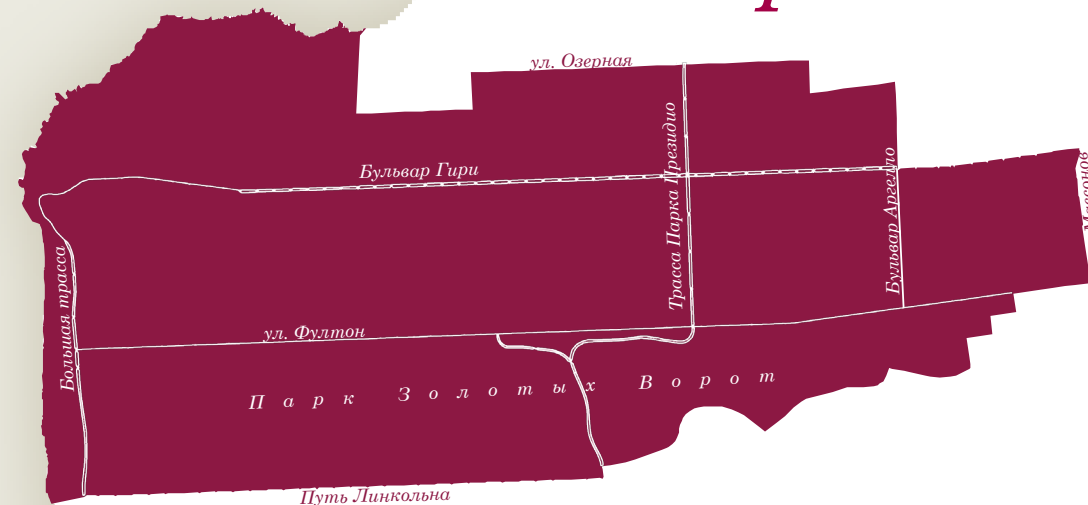 ул. Озерная
Бульвар Гири
Трасса Парка Президио
Бульвар Аргелло
Большая трасса
ул. Фултон
Парк Золотых Ворот
Путь Линкольна